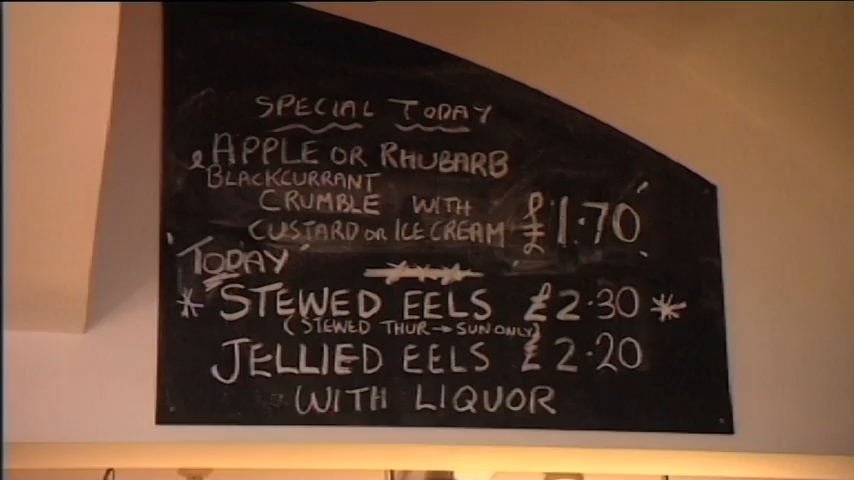 SPECIAL TODAY
APPLE OR RHUBARB
& BLACKCURRANT
CRUMBLE WITH
CUSTARD OR ICE CREAM £1.70
TODAY
* STEWED EELS £2.30 *
(STEWED THUR→SUN ONLY)
JELLIED EELS £2.20
WITH LIQUOR